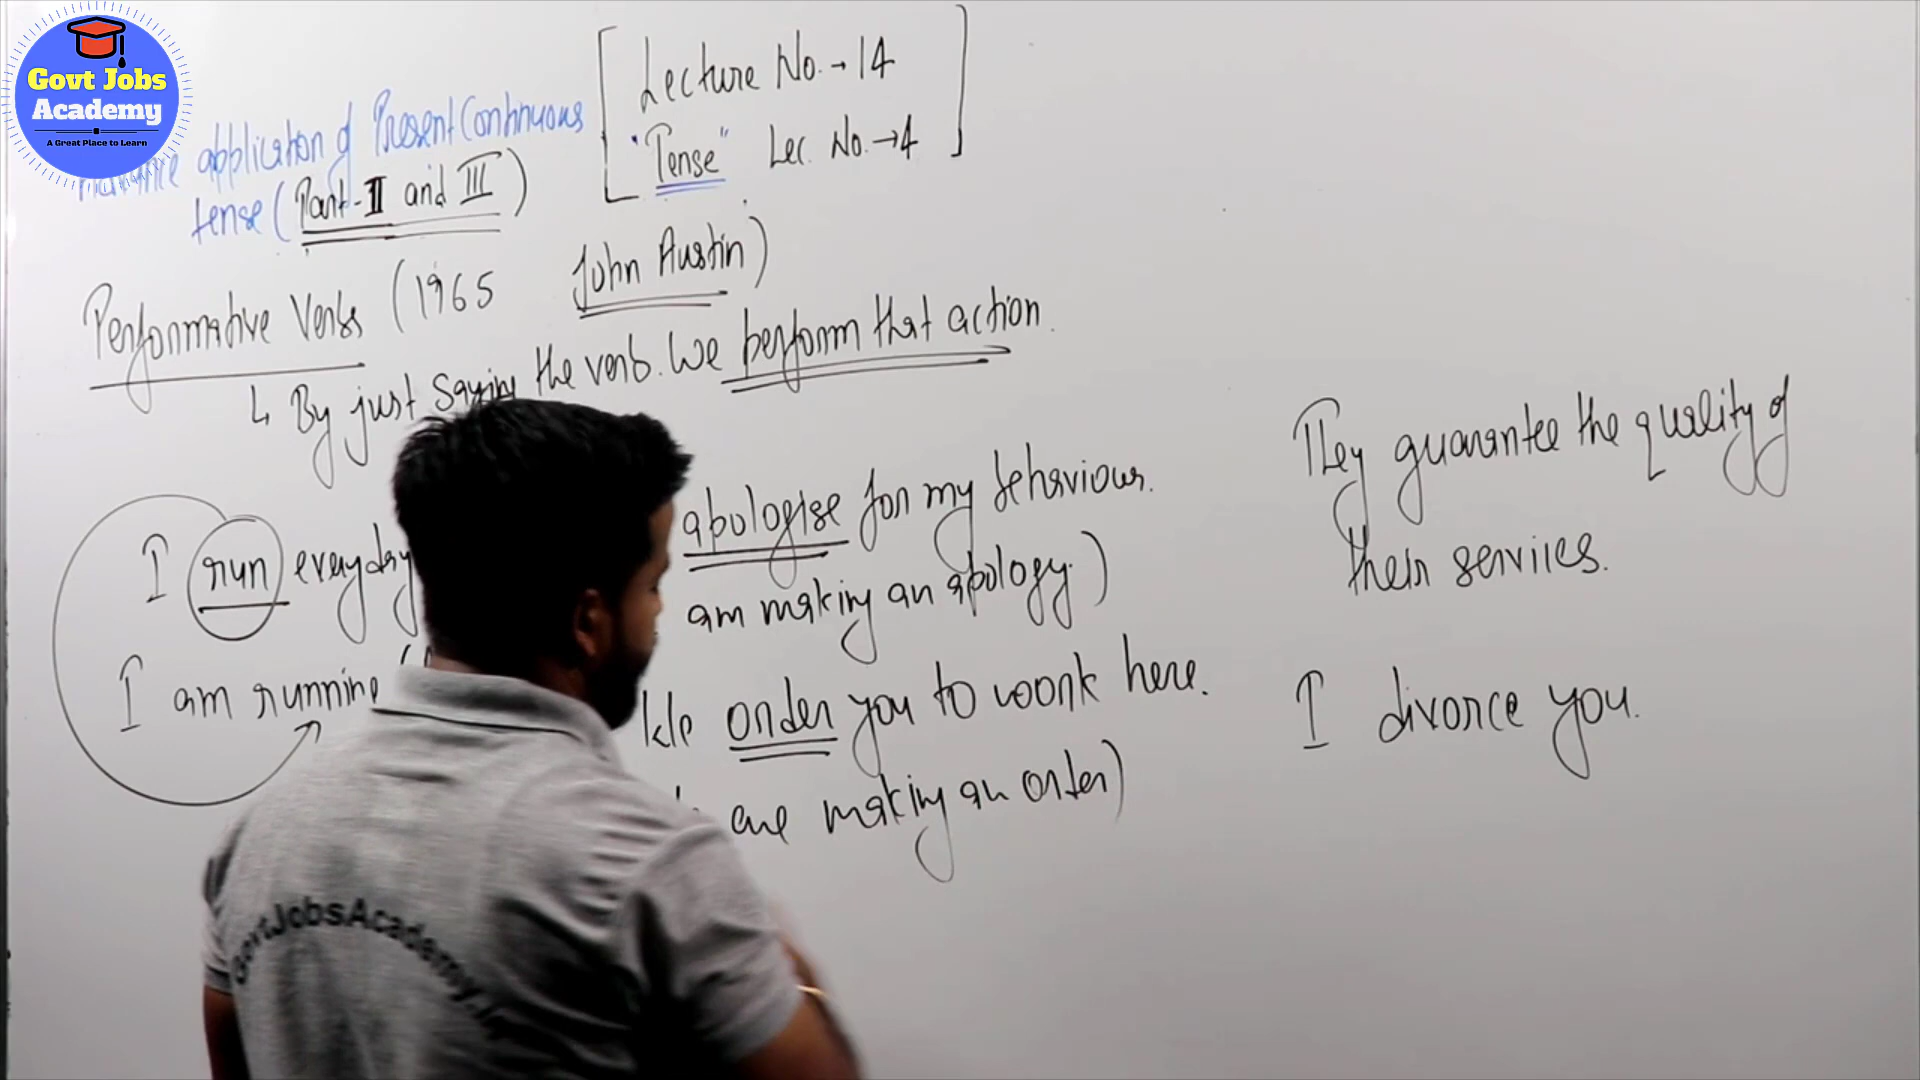 Govt Jobs
Academy
A Great Place to Learn
application of Present Continuous
tense (Part-II and III)
[Lecture No. → 14
"Tense" Lec. No. → 4]
Performative Verbs (1965 John Austin)
↳ By just saying the verb. We perform that action.
I run everyday
I am running
apologise for my behaviour.
am making an apology.)
We order you to work here.
are making an order)
They guarantee the quality of
their services.
I divorce you.
GovtJobsAcademy.in